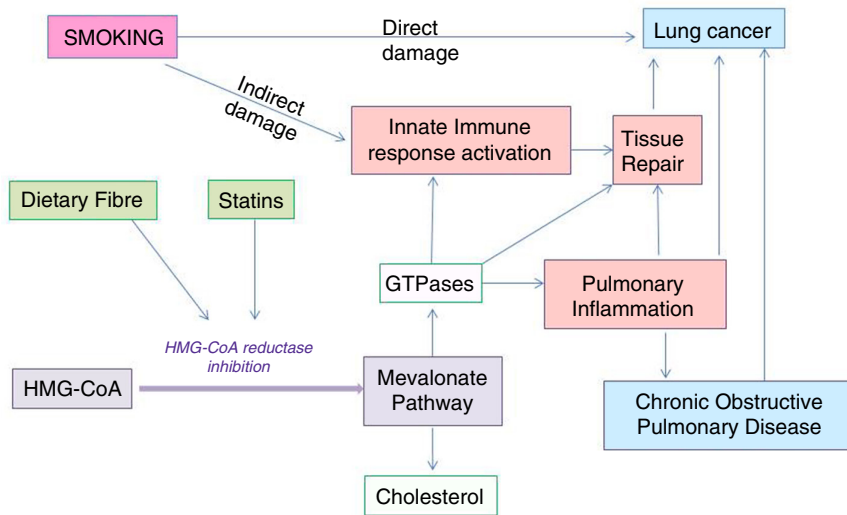 SMOKING
Direct
damage
Lung cancer
Indirect
damage
Innate Immune
response activation
Tissue
Repair
Dietary Fibre
Statins
GTPases
Pulmonary
Inflammation
HMG-CoA reductase
inhibition
HMG-CoA
Mevalonate
Pathway
Chronic Obstructive
Pulmonary Disease
Cholesterol